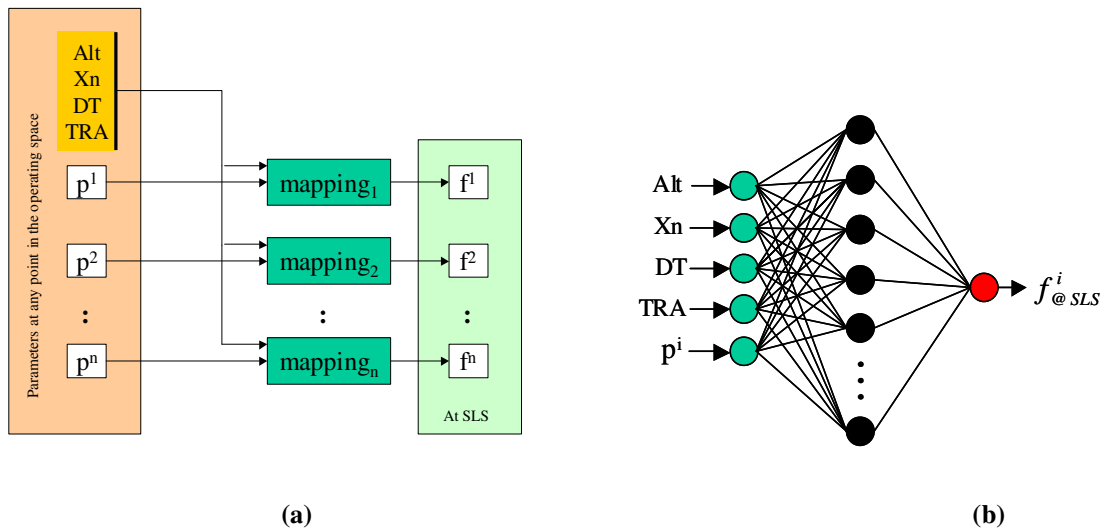 Parameters at any point in the operating space
Alt
Xn
DT
TRA
p¹
p²
:
pⁿ
mapping₁
mapping₂
:
mappingₙ
f¹
f²
:
fⁿ
At SLS
(a)
Alt
Xn
DT
TRA
pⁱ
fⁱ@ SLS
(b)